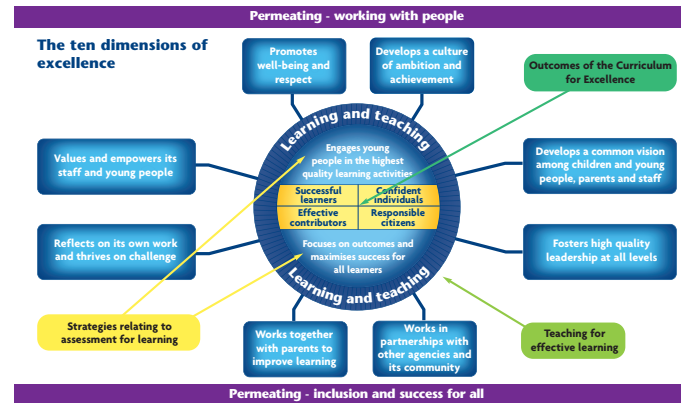 Permeating - working with people
The ten dimensions of
excellence
Promotes
well-being and
respect
Develops a culture
of ambition and
achievement
Outcomes of the Curriculum
for Excellence
Learning and teaching
Engages young
people in the highest
quality learning activities
Values and empowers its
staff and young people
Develops a common vision
among children and young
people, parents and staff
Successful
learners
Confident
individuals
Effective
contributors
Responsible
citizens
Reflects on its own work
and thrives on challenge
Focuses on outcomes and
maximises success for
all learners
Fosters high quality
leadership at all levels
Learning and teaching
Strategies relating to
assessment for learning
Works together
with parents to
improve learning
Works in
partnerships with
other agencies and
its community
Teaching for
effective learning
Permeating - inclusion and success for all